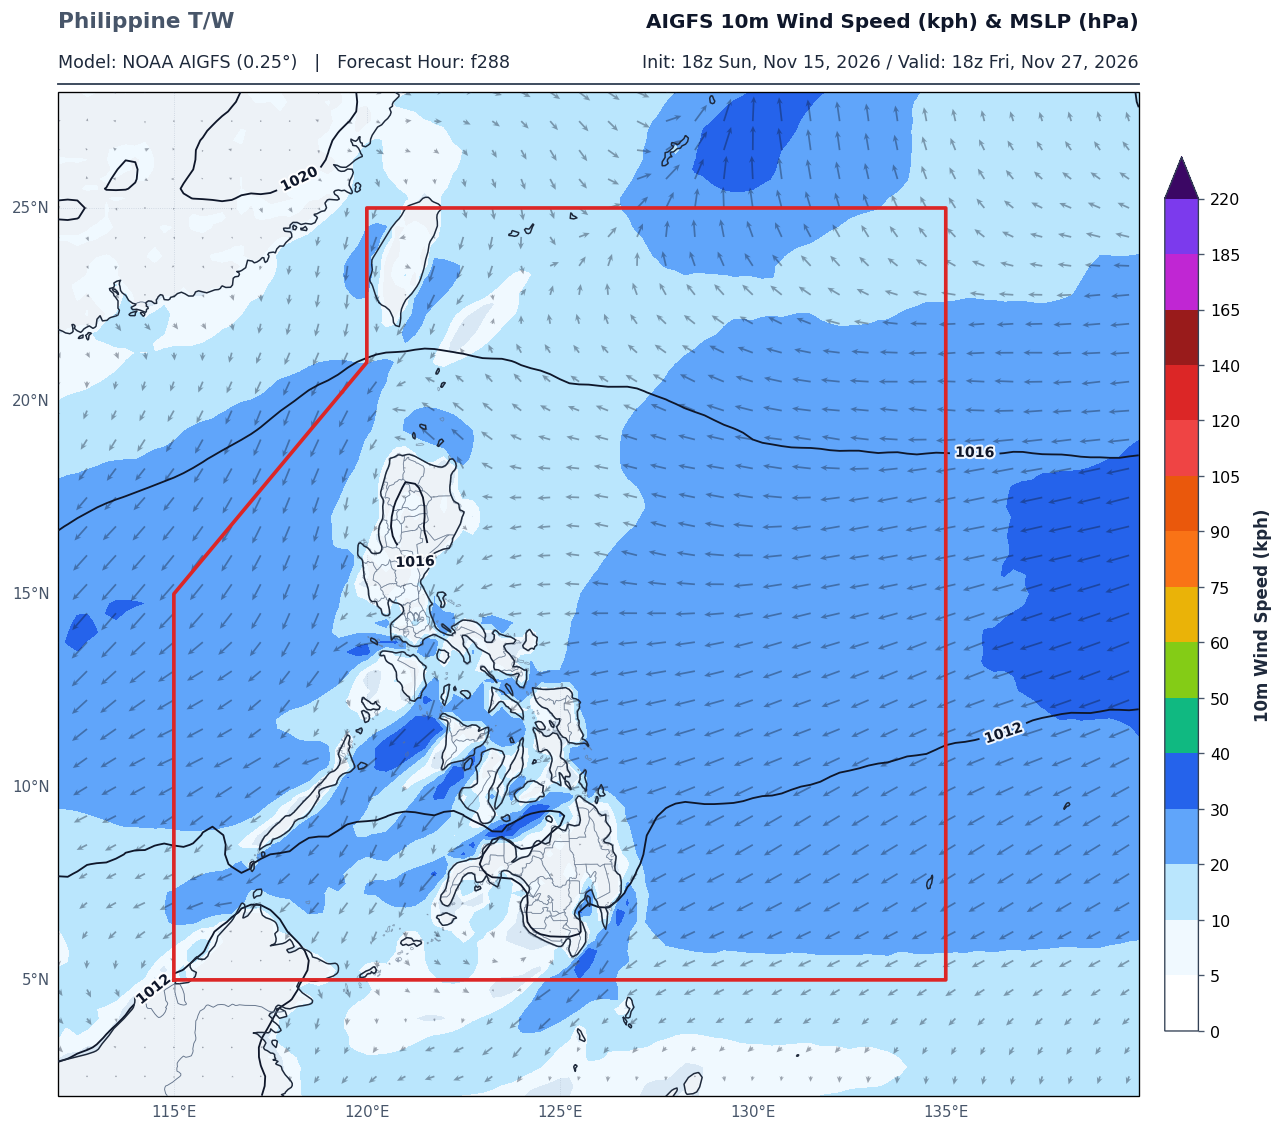 Philippine T/W
AIGFS 10m Wind Speed (kph) & MSLP (hPa)
Model: NOAA AIGFS (0.25°) | Forecast Hour: f288
Init: 18z Sun, Nov 15, 2026 / Valid: 18z Fri, Nov 27, 2026
1020
1016
1016
1012
1012
25°N
20°N
15°N
10°N
5°N
115°E
120°E
125°E
130°E
135°E
220
185
165
140
120
105
90
75
60
50
40
30
20
10
5
0
10m Wind Speed (kph)